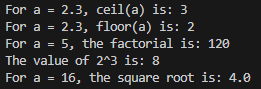 For a = 2.3, ceil(a) is: 3
For a = 2.3, floor(a) is: 2
For a = 5, the factorial is: 120
The value of 2^3 is: 8
For a = 16, the square root is: 4.0